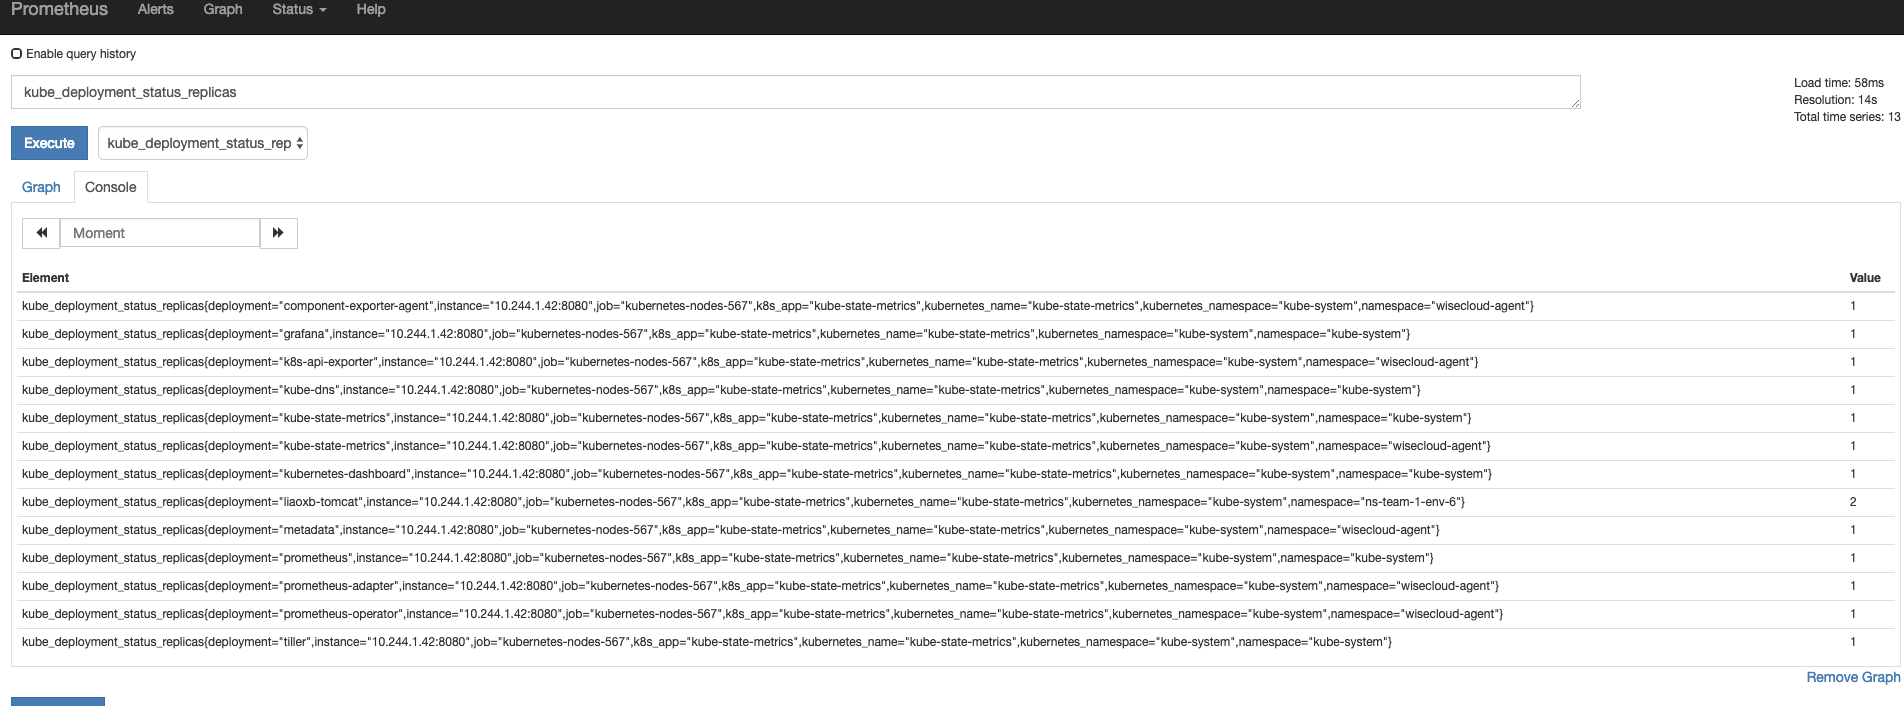 Prometheus Alerts Graph Status Help
Enable query history
kube_deployment_status_replicas
Load time: 58ms
Resolution: 14s
Total time series: 13
Execute kube_deployment_status_rep
Graph Console
Moment
Element Value
kube_deployment_status_replicas{deployment="component-exporter-agent",instance="10.244.1.42:8080",job="kubernetes-nodes-567",k8s_app="kube-state-metrics",kubernetes_name="kube-state-metrics",kubernetes_namespace="kube-system",namespace="wisecloud-agent"} 1
kube_deployment_status_replicas{deployment="grafana",instance="10.244.1.42:8080",job="kubernetes-nodes-567",k8s_app="kube-state-metrics",kubernetes_name="kube-state-metrics",kubernetes_namespace="kube-system",namespace="kube-system"} 1
kube_deployment_status_replicas{deployment="k8s-api-exporter",instance="10.244.1.42:8080",job="kubernetes-nodes-567",k8s_app="kube-state-metrics",kubernetes_name="kube-state-metrics",kubernetes_namespace="kube-system",namespace="wisecloud-agent"} 1
kube_deployment_status_replicas{deployment="kube-dns",instance="10.244.1.42:8080",job="kubernetes-nodes-567",k8s_app="kube-state-metrics",kubernetes_name="kube-state-metrics",kubernetes_namespace="kube-system",namespace="kube-system"} 1
kube_deployment_status_replicas{deployment="kube-state-metrics",instance="10.244.1.42:8080",job="kubernetes-nodes-567",k8s_app="kube-state-metrics",kubernetes_name="kube-state-metrics",kubernetes_namespace="kube-system",namespace="kube-system"} 1
kube_deployment_status_replicas{deployment="kube-state-metrics",instance="10.244.1.42:8080",job="kubernetes-nodes-567",k8s_app="kube-state-metrics",kubernetes_name="kube-state-metrics",kubernetes_namespace="kube-system",namespace="wisecloud-agent"} 1
kube_deployment_status_replicas{deployment="kubernetes-dashboard",instance="10.244.1.42:8080",job="kubernetes-nodes-567",k8s_app="kube-state-metrics",kubernetes_name="kube-state-metrics",kubernetes_namespace="kube-system",namespace="kube-system"} 1
kube_deployment_status_replicas{deployment="liaoxb-tomcat",instance="10.244.1.42:8080",job="kubernetes-nodes-567",k8s_app="kube-state-metrics",kubernetes_name="kube-state-metrics",kubernetes_namespace="kube-system",namespace="ns-team-1-env-6"} 2
kube_deployment_status_replicas{deployment="metadata",instance="10.244.1.42:8080",job="kubernetes-nodes-567",k8s_app="kube-state-metrics",kubernetes_name="kube-state-metrics",kubernetes_namespace="kube-system",namespace="wisecloud-agent"} 1
kube_deployment_status_replicas{deployment="prometheus",instance="10.244.1.42:8080",job="kubernetes-nodes-567",k8s_app="kube-state-metrics",kubernetes_name="kube-state-metrics",kubernetes_namespace="kube-system",namespace="kube-system"} 1
kube_deployment_status_replicas{deployment="prometheus-adapter",instance="10.244.1.42:8080",job="kubernetes-nodes-567",k8s_app="kube-state-metrics",kubernetes_name="kube-state-metrics",kubernetes_namespace="kube-system",namespace="wisecloud-agent"} 1
kube_deployment_status_replicas{deployment="prometheus-operator",instance="10.244.1.42:8080",job="kubernetes-nodes-567",k8s_app="kube-state-metrics",kubernetes_name="kube-state-metrics",kubernetes_namespace="kube-system",namespace="wisecloud-agent"} 1
kube_deployment_status_replicas{deployment="tiller",instance="10.244.1.42:8080",job="kubernetes-nodes-567",k8s_app="kube-state-metrics",kubernetes_name="kube-state-metrics",kubernetes_namespace="kube-system",namespace="kube-system"} 1
Remove Graph